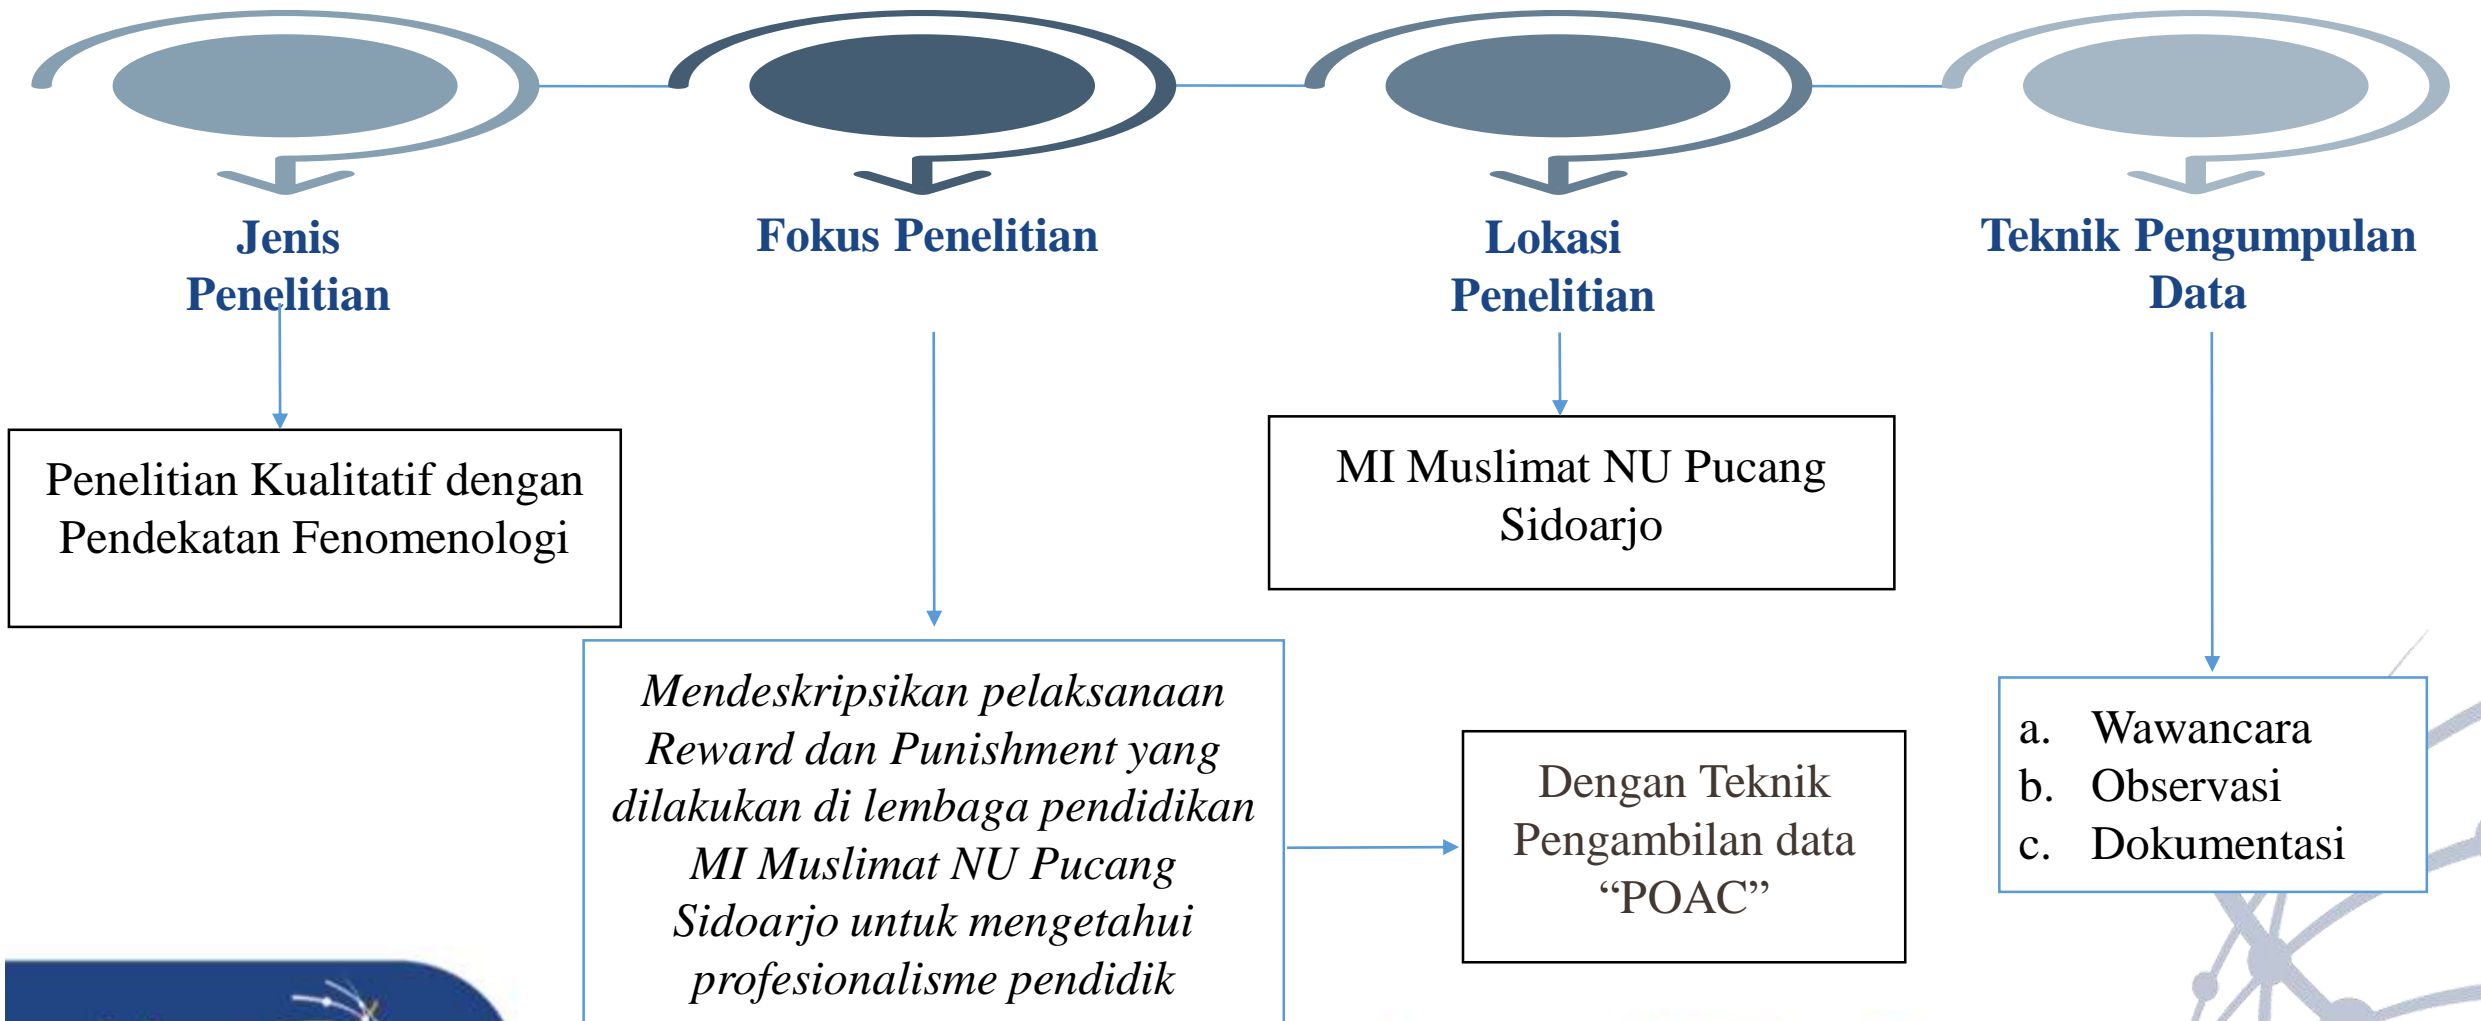 Jenis
Penelitian
Fokus Penelitian
Lokasi
Penelitian
Teknik Pengumpulan
Data
Penelitian Kualitatif dengan
Pendekatan Fenomenologi
MI Muslimat NU Pucang
Sidoarjo
Mendeskripsikan pelaksanaan
Reward dan Punishment yang
dilakukan di lembaga pendidikan
MI Muslimat NU Pucang
Sidoarjo untuk mengetahui
profesionalisme pendidik
Dengan Teknik
Pengambilan data
“POAC”
a. Wawancara
b. Observasi
c. Dokumentasi